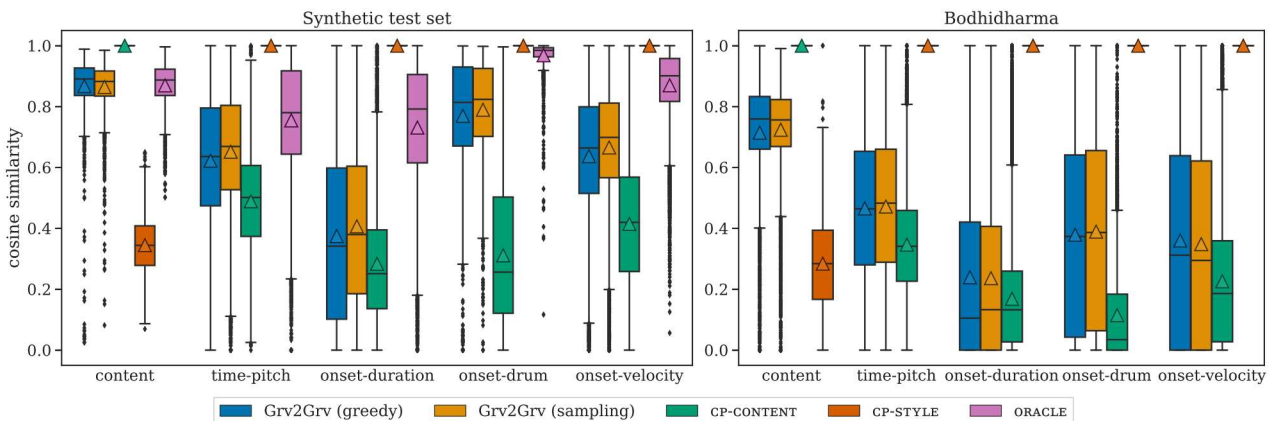 Synthetic test set
Bodhidharma
cosine similarity
1.0
0.8
0.6
0.4
0.2
0.0
1.0
0.8
0.6
0.4
0.2
0.0
content time-pitch onset-duration onset-drum onset-velocity
content time-pitch onset-duration onset-drum onset-velocity
Grv2Grv (greedy) Grv2Grv (sampling) CP-CONTENT CP-STYLE ORACLE